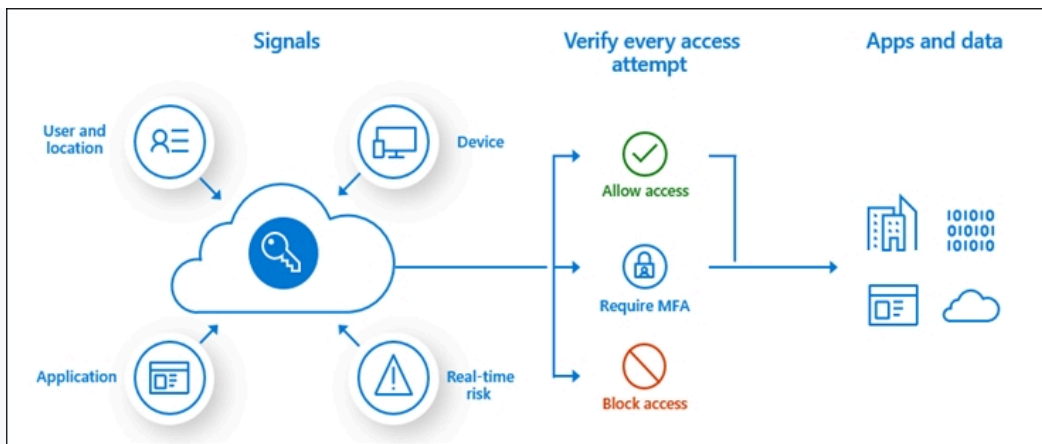 Signals
Verify every access
attempt
Apps and data
User and
location
Device
Allow access
101010
010101
101010
Require MFA
Application
Real-time
risk
Block access